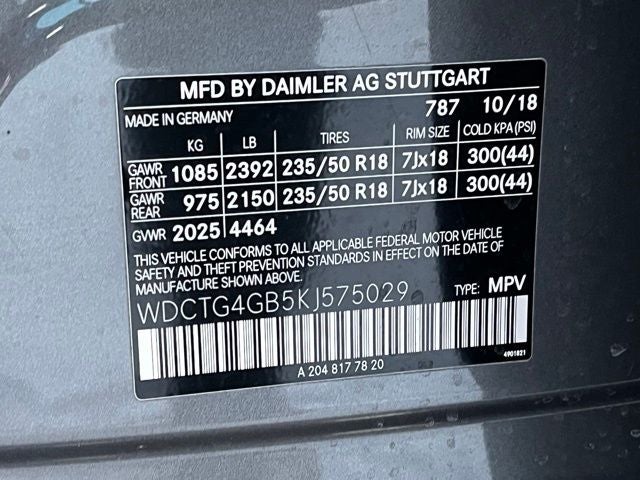 MFD BY DAIMLER AG STUTTGART
MADE IN GERMANY 787 10/18
KG LB TIRES RIM SIZE COLD KPA(PSI)
GAWR FRONT 1085 2392 235/50 R18 7Jx18 300(44)
GAWR REAR 975 2150 235/50 R18 7Jx18 300(44)
GVWR 2025 4464
THIS VEHICLE CONFORMS TO ALL APPLICABLE FEDERAL MOTOR VEHICLE
SAFETY AND THEFT PREVENTION STANDARDS IN EFFECT ON THE DATE OF
MANUFACTURE SHOWN ABOVE.
WDCTG4GB5KJ575029 TYPE: MPV
4901821
A 204 817 78 20